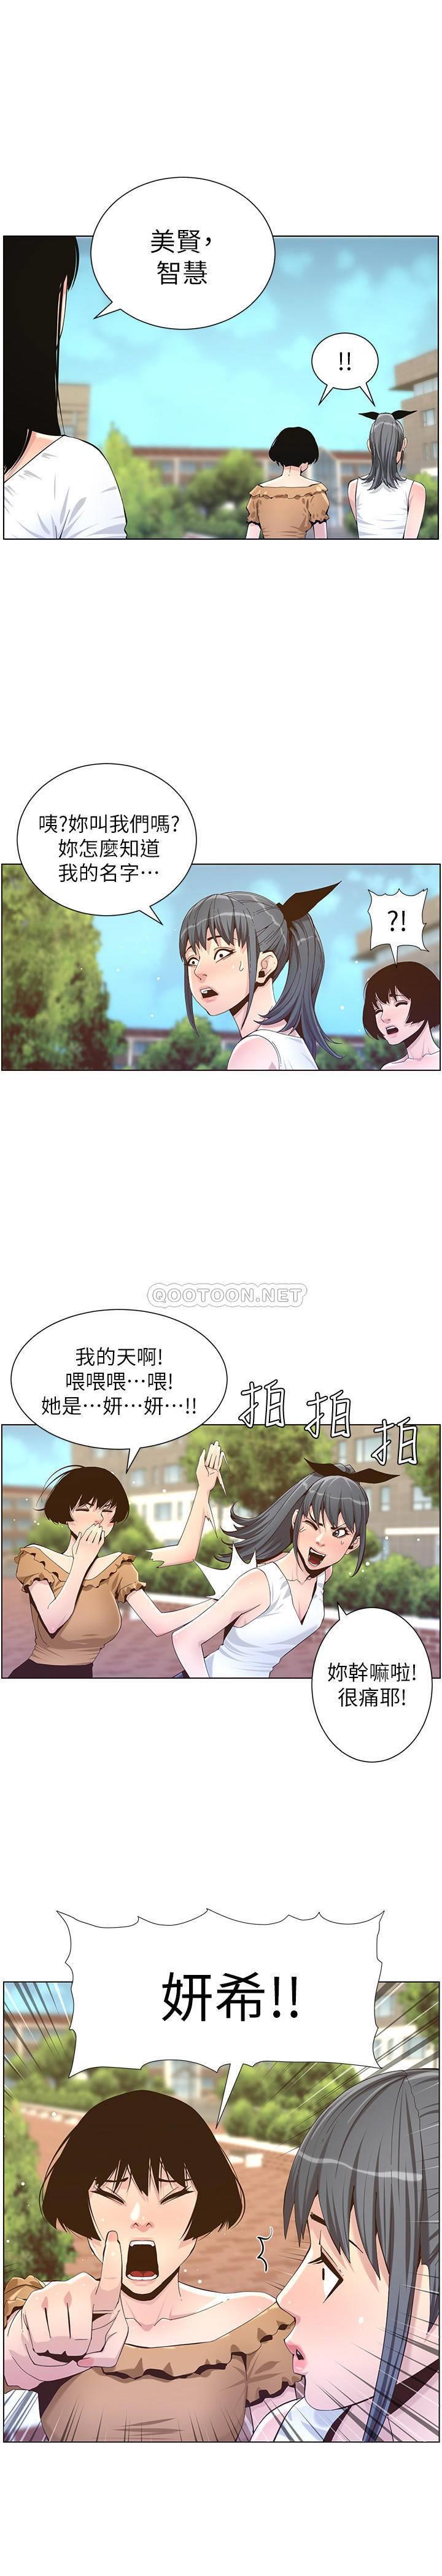 美賢，
智慧
!!
咦?妳叫我們嗎?
妳怎麼知道
我的名字…
?!
QOOTOON.NET
我的天啊!
喂喂喂…喂!
她是…妍…妍…!!
拍 拍 拍
妳幹嘛啦!
很痛耶!
妍希!!